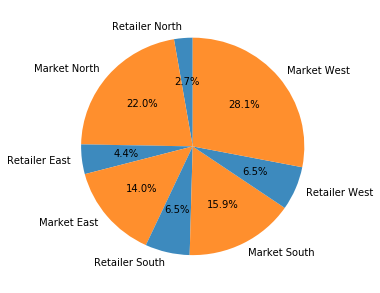 Retailer North
Market North
Market West
2.7%
22.0%
28.1%
Retailer East
4.4%
6.5%
Retailer West
14.0%
15.9%
6.5%
Market East
Market South
Retailer South